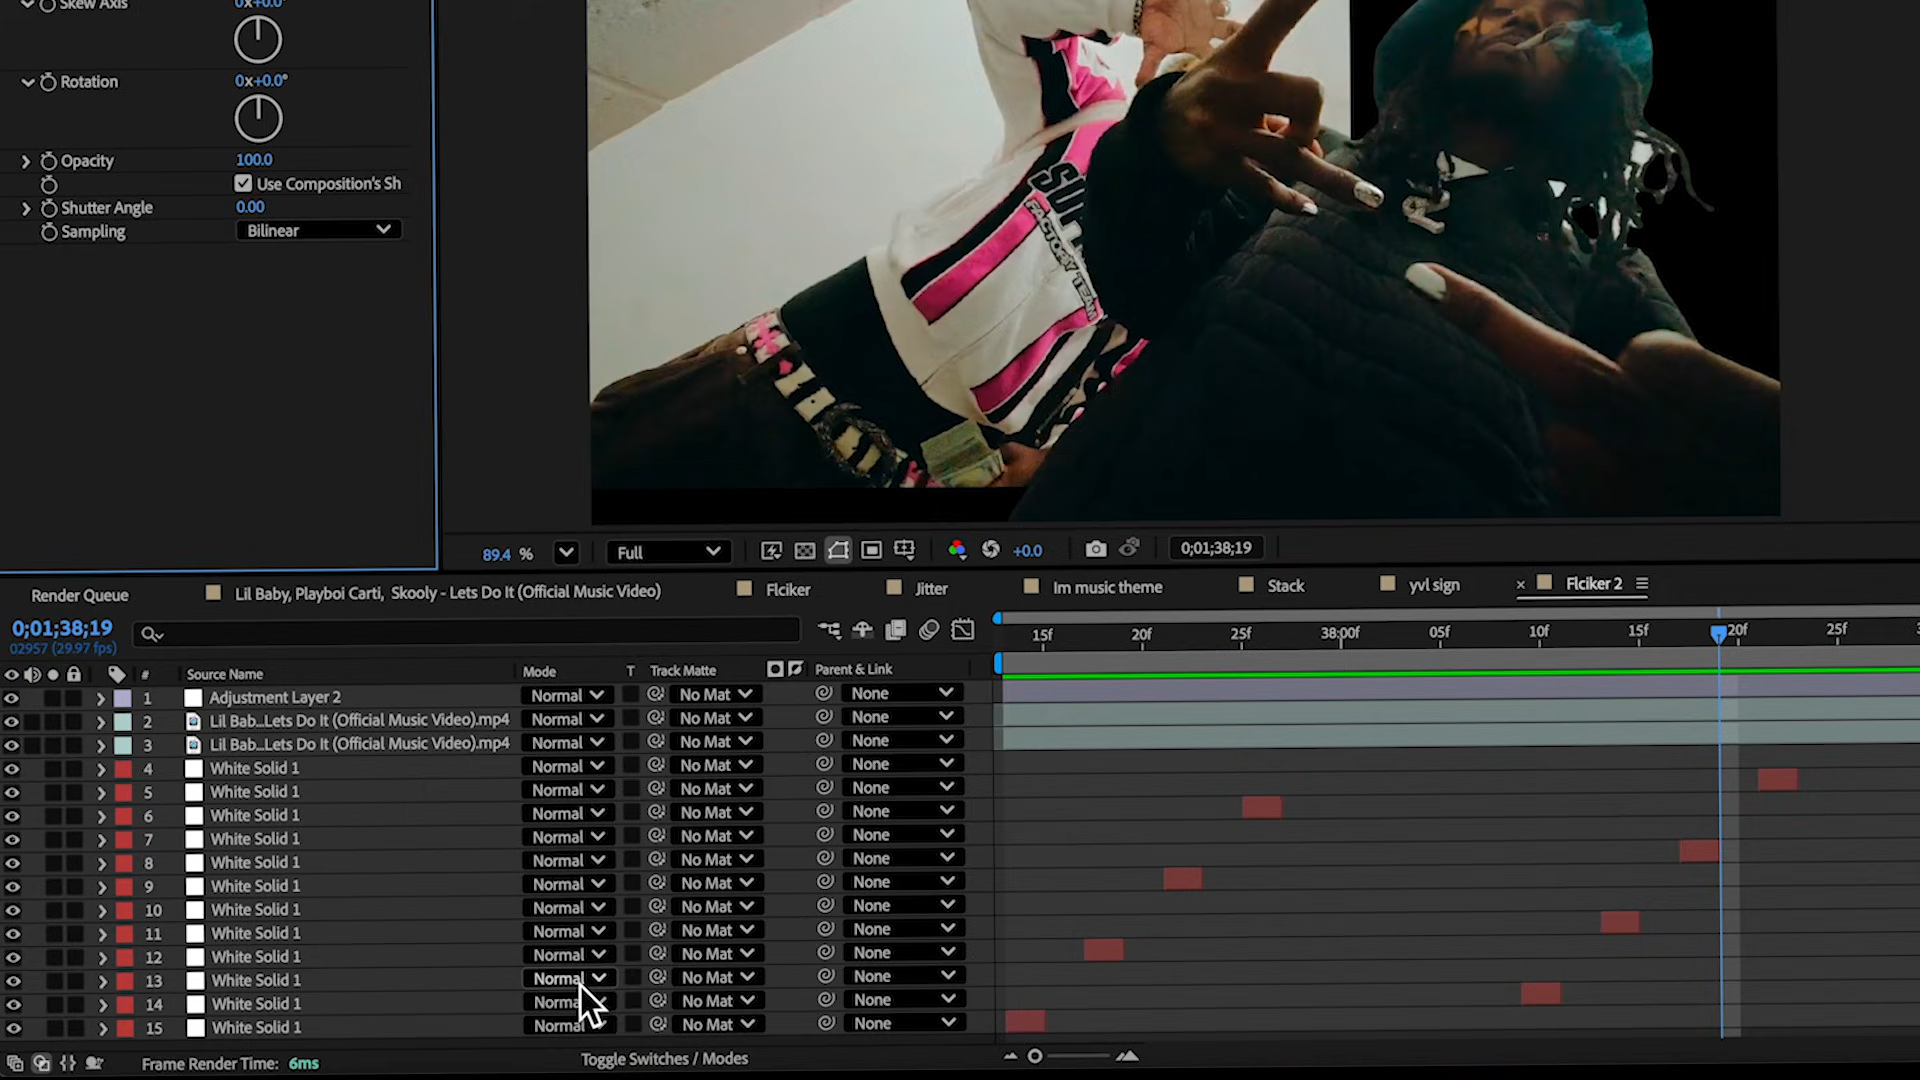 Skew Axis 0x+0.0°
Rotation 0x+0.0°
Opacity 100.0
Use Composition's Sh
Shutter Angle 0.00
Sampling Bilinear
FACTORY TEAM
89.4 % Full +0.0 0;01;38;19
Render Queue Lil Baby, Playboi Carti, Skooly - Lets Do It (Official Music Video) Flciker Jitter Im music theme Stack yvl sign × Flciker 2
0;01;38;19
02957 (29.97 fps)
15f 20f 25f 38:00f 05f 10f 15f 20f 25f
# Source Name Mode T Track Matte Parent & Link
1 Adjustment Layer 2 Normal No Mat None
2 Lil Bab...Lets Do It (Official Music Video).mp4 Normal No Mat None
3 Lil Bab...Lets Do It (Official Music Video).mp4 Normal No Mat None
4 White Solid 1 Normal No Mat None
5 White Solid 1 Normal No Mat None
6 White Solid 1 Normal No Mat None
7 White Solid 1 Normal No Mat None
8 White Solid 1 Normal No Mat None
9 White Solid 1 Normal No Mat None
10 White Solid 1 Normal No Mat None
11 White Solid 1 Normal No Mat None
12 White Solid 1 Normal No Mat None
13 White Solid 1 Normal No Mat None
14 White Solid 1 Normal No Mat None
15 White Solid 1 Normal No Mat None
Frame Render Time: 6ms Toggle Switches / Modes